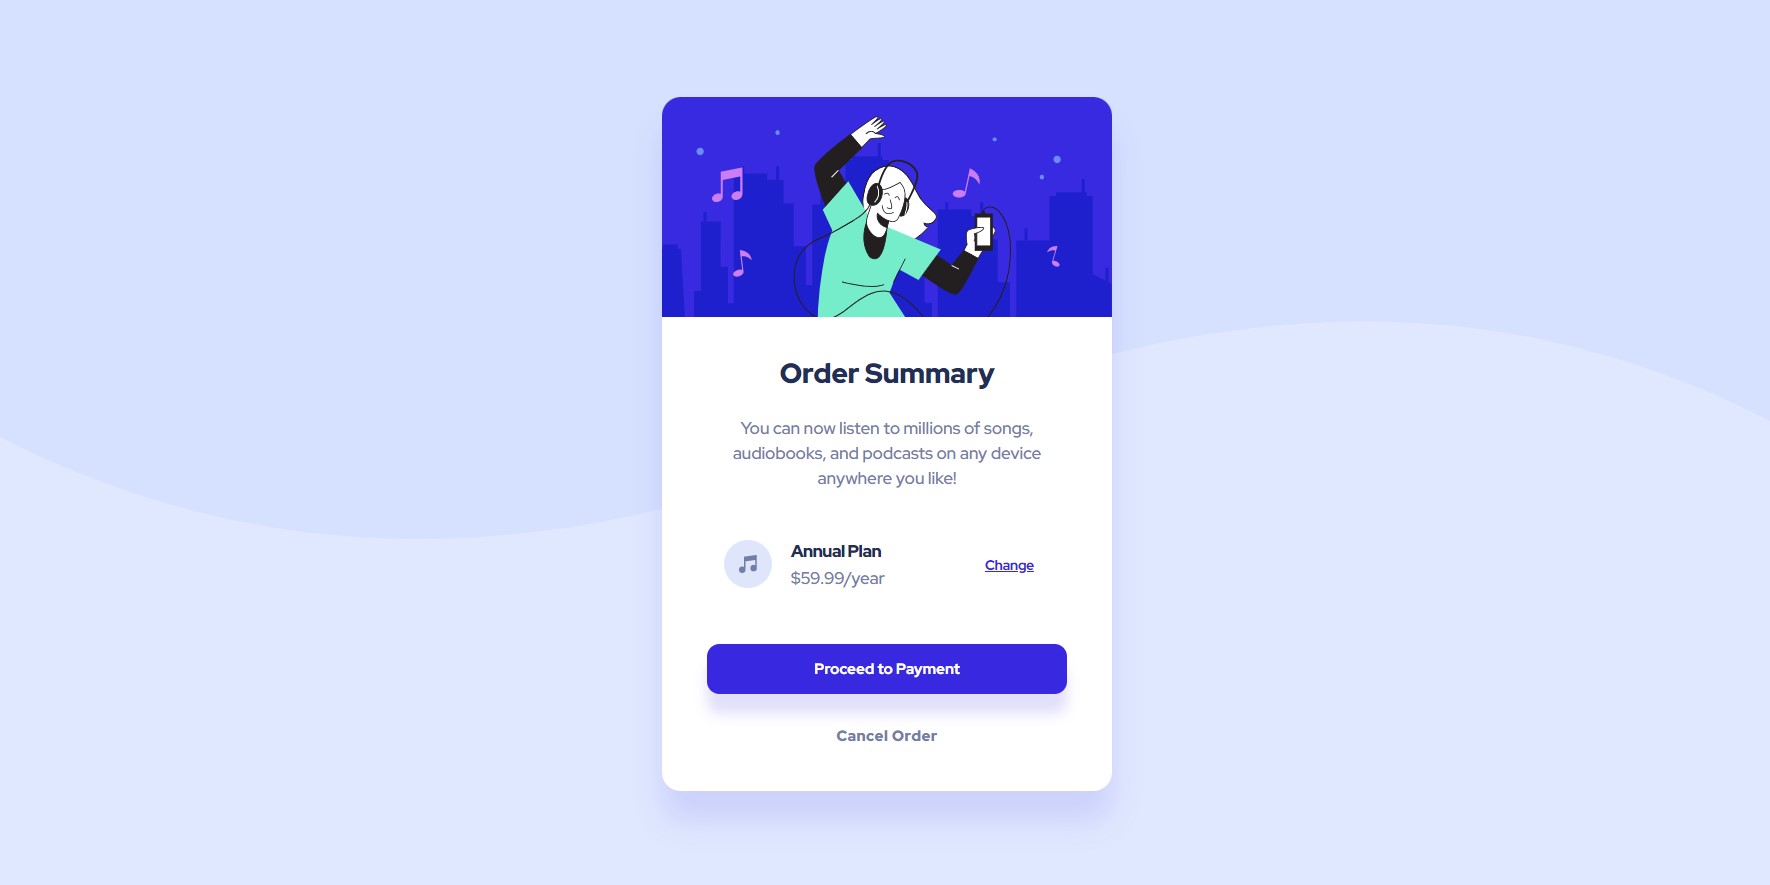 Order Summary
You can now listen to millions of songs,
audiobooks, and podcasts on any device
anywhere you like!
Annual Plan
$59.99/year
Change
Proceed to Payment
Cancel Order